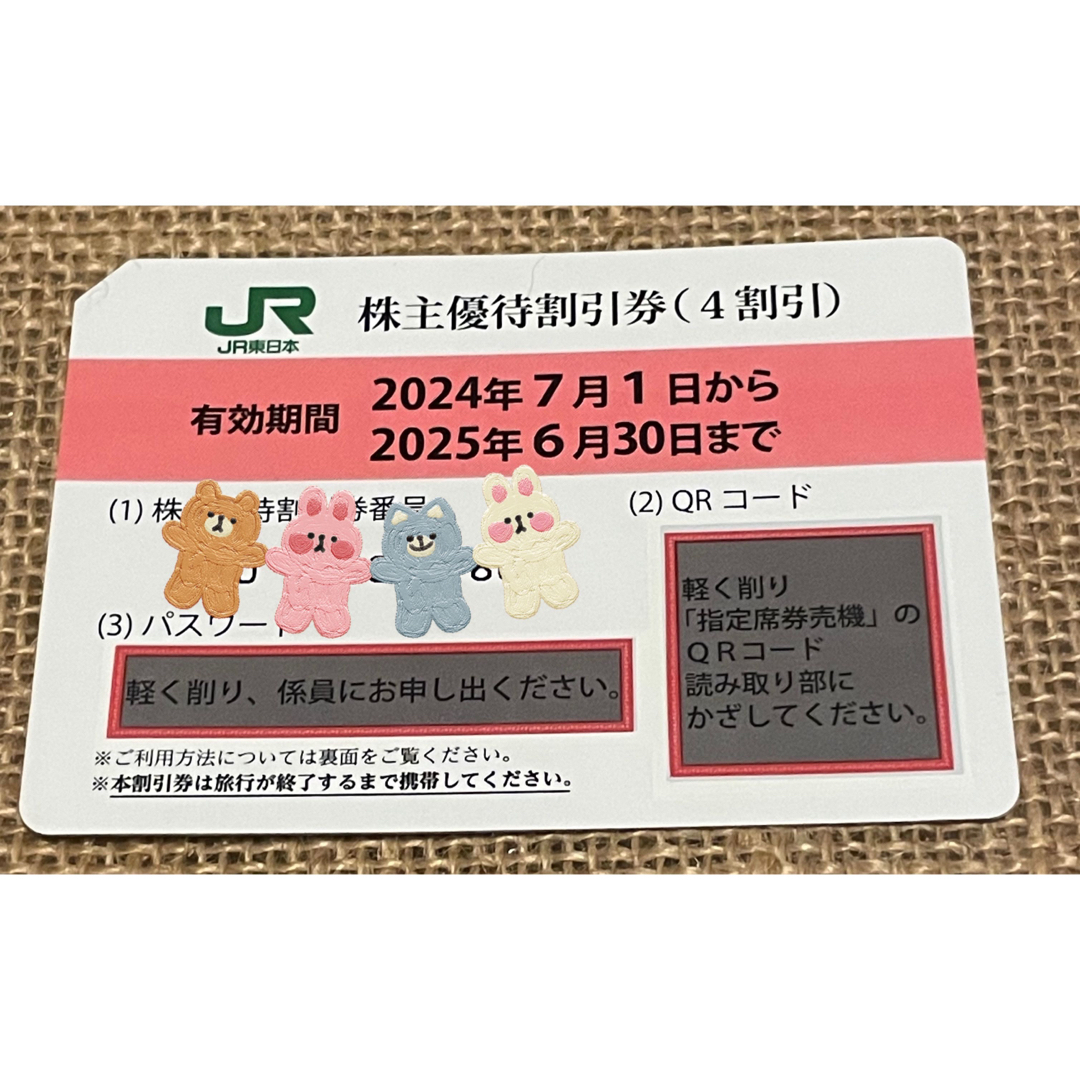 JR
JR東日本
株主優待割引券(4割引)
有効期間
2024年7月1日から
2025年6月30日まで
(1) 株 待割 券番号
8
(2) QR コード
軽く削り
「指定席券売機」の
QRコード
読み取り部に
かざしてください。
(3) パスワー
軽く削り、係員にお申し出ください。
※ご利用方法については裏面をご覧ください。
※本割引券は旅行が終了するまで携帯してください。